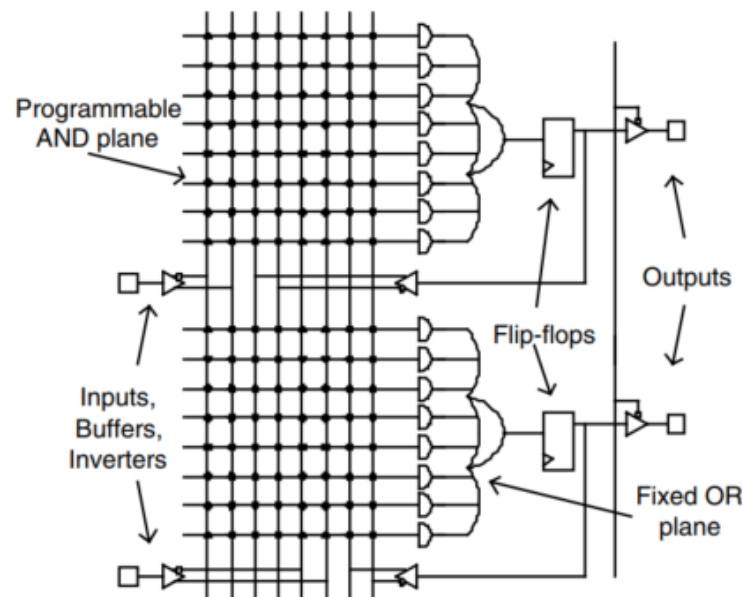 Programmable
AND plane
Outputs
Flip-flops
Inputs,
Buffers,
Inverters
Fixed OR
plane